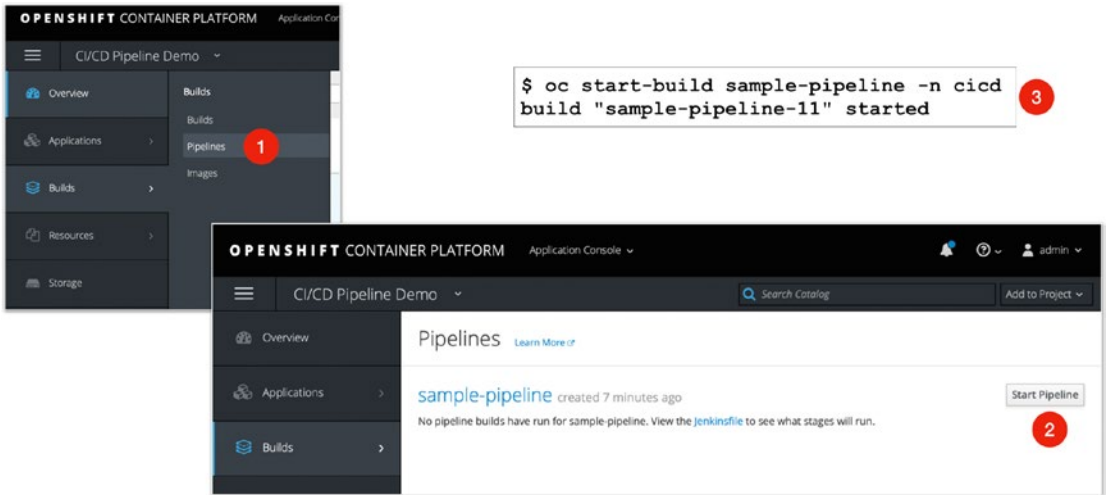 OPENSHIFT CONTAINER PLATFORM Application Con
CI/CD Pipeline Demo
Overview
Applications
Builds
Resources
Storage
Builds
Builds
Pipelines 1
Images
$ oc start-build sample-pipeline -n cicd
build "sample-pipeline-11" started
3
OPENSHIFT CONTAINER PLATFORM Application Console admin
CI/CD Pipeline Demo Search Catalog Add to Project
Overview
Applications
Builds
Pipelines Learn More
sample-pipeline created 7 minutes ago Start Pipeline
No pipeline builds have run for sample-pipeline. View the Jenkinsfile to see what stages will run.
2